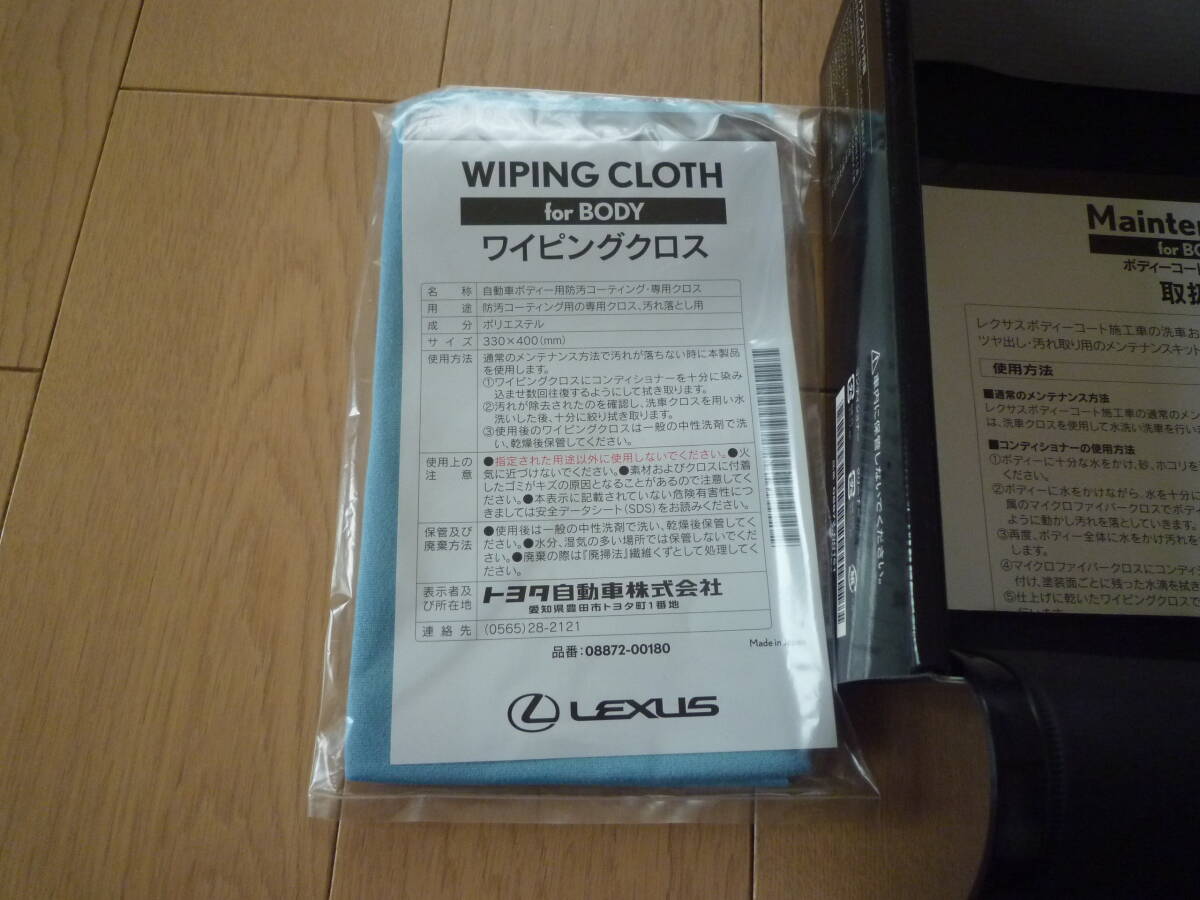 WIPING CLOTH
for BODY
ワイピングクロス
名称 自動車ボディー用防汚コーティング・専用クロス
用途 防汚コーティング用の専用クロス、汚れ落とし用
成分 ポリエステル
サイズ 330×400(mm)
使用方法 通常のメンテナンス方法で汚れが落ちない時に本製品
を使用します。
①ワイピングクロスにコンディショナーを十分に染み
込ませ数回往復するようにして拭き取ります。
②汚れが除去されたのを確認し、洗車クロスを用い水
洗いした後、十分に絞り拭き取ります。
③使用後のワイピングクロスは一般の中性洗剤で洗
い、乾燥後保管してください。
使用上の
注意
●指定された用途以外に使用しないでください。●火
気に近づけないでください。●素材およびクロスに付着
したゴミがキズの原因となることがあるので注意してく
ださい。●本表示に記載されていない危険有害性につ
きましては安全データシート(SDS)をお読みください。
保管及び
廃棄方法
●使用後は一般の中性洗剤で洗い、乾燥後保管してく
ださい。●水分、湿気の多い場所では保管しないでくだ
さい。●廃棄の際は『廃掃法』繊維くずとして処理してく
ださい。
表示者及
び所在地
トヨタ自動車株式会社
愛知県豊田市トヨタ町1番地
連絡先 (0565)28-2121
品番:08872-00180
Made in Japan
LEXUS
⚠車内に保管しないでください。
Mainte
for BO
ボディーコート
取扱
レクサスボディーコート施工車の洗車お
ツヤ出し・汚れ取り用のメンテナンスキット
使用方法
■通常のメンテナンス方法
レクサスボディーコート施工車の通常のメン
は、洗車クロスを使用して水洗い洗車を行い
■コンディショナーの使用方法
①ボディーに十分な水をかけ、砂、ホコリを
ください。
②ボディーに水をかけながら、水を十分に
属のマイクロファイバークロスでボデ
ように動かし汚れを落としていきます。
③再度、ボディー全体に水をかけ汚れを
します。
④マイクロファイバークロスにコンディ
付け、塗装面ごとに残った水滴を拭き
⑤仕上げに乾いたワイピングクロスで